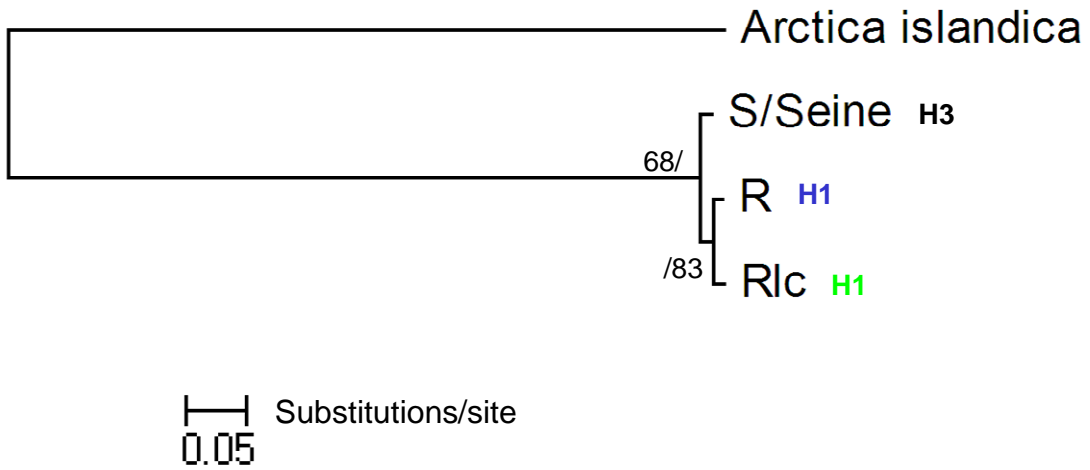 Arctica islandica
S/Seine H3
68/
R H1
/83
Rlc H1
Substitutions/site
0.05